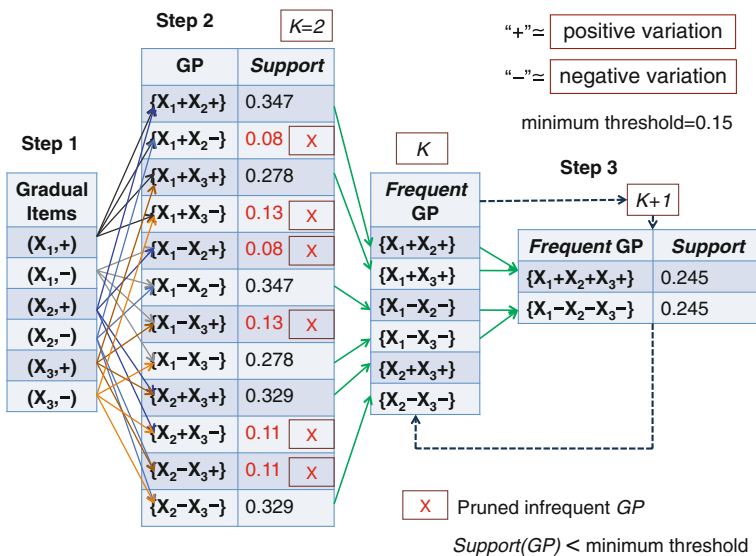 Step 2
K=2
"+"≃ positive variation
"−"≃ negative variation
minimum threshold=0.15
Step 1
Gradual Items
(X₁,+)
(X₁,−)
(X₂,+)
(X₂,−)
(X₃,+)
(X₃,−)
GP Support
{X₁+X₂+} 0.347
{X₁+X₂−} 0.08 X
{X₁+X₃+} 0.278
{X₁+X₃−} 0.13 X
{X₁−X₂+} 0.08 X
{X₁−X₂−} 0.347
{X₁−X₃+} 0.13 X
{X₁−X₃−} 0.278
{X₂+X₃+} 0.329
{X₂+X₃−} 0.11 X
{X₂−X₃+} 0.11 X
{X₂−X₃−} 0.329
K
Frequent GP
{X₁+X₂+}
{X₁+X₃+}
{X₁−X₂−}
{X₁−X₃−}
{X₂+X₃+}
{X₂−X₃−}
Step 3
K+1
Frequent GP Support
{X₁+X₂+X₃+} 0.245
{X₁−X₂−X₃−} 0.245
X Pruned infrequent GP
Support(GP) < minimum threshold